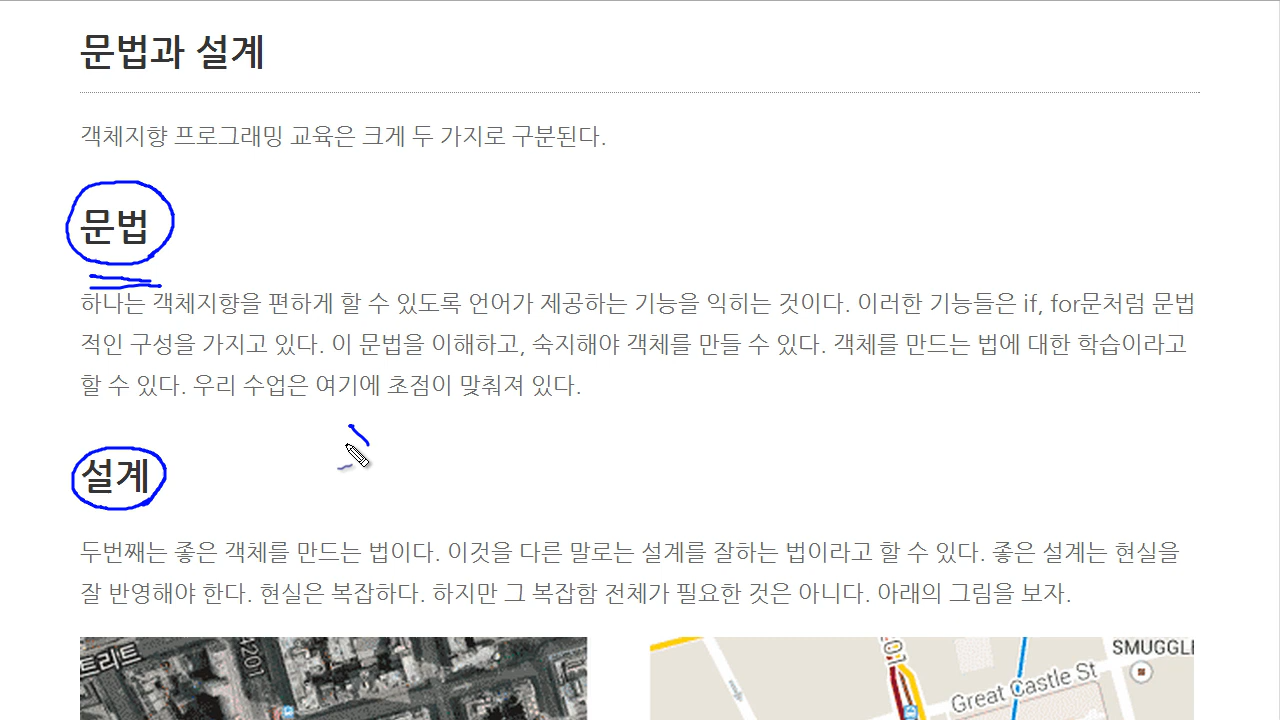 문법과 설계
객체지향 프로그래밍 교육은 크게 두 가지로 구분된다.
문법
하나는 객체지향을 편하게 할 수 있도록 언어가 제공하는 기능을 익히는 것이다. 이러한 기능들은 if, for문처럼 문법
적인 구성을 가지고 있다. 이 문법을 이해하고, 숙지해야 객체를 만들 수 있다. 객체를 만드는 법에 대한 학습이라고
할 수 있다. 우리 수업은 여기에 초점이 맞춰져 있다.
설계
두번째는 좋은 객체를 만드는 법이다. 이것을 다른 말로는 설계를 잘하는 법이라고 할 수 있다. 좋은 설계는 현실을
잘 반영해야 한다. 현실은 복잡하다. 하지만 그 복잡함 전체가 필요한 것은 아니다. 아래의 그림을 보자.
트리트
4201
SMUGGL
Great Castle St